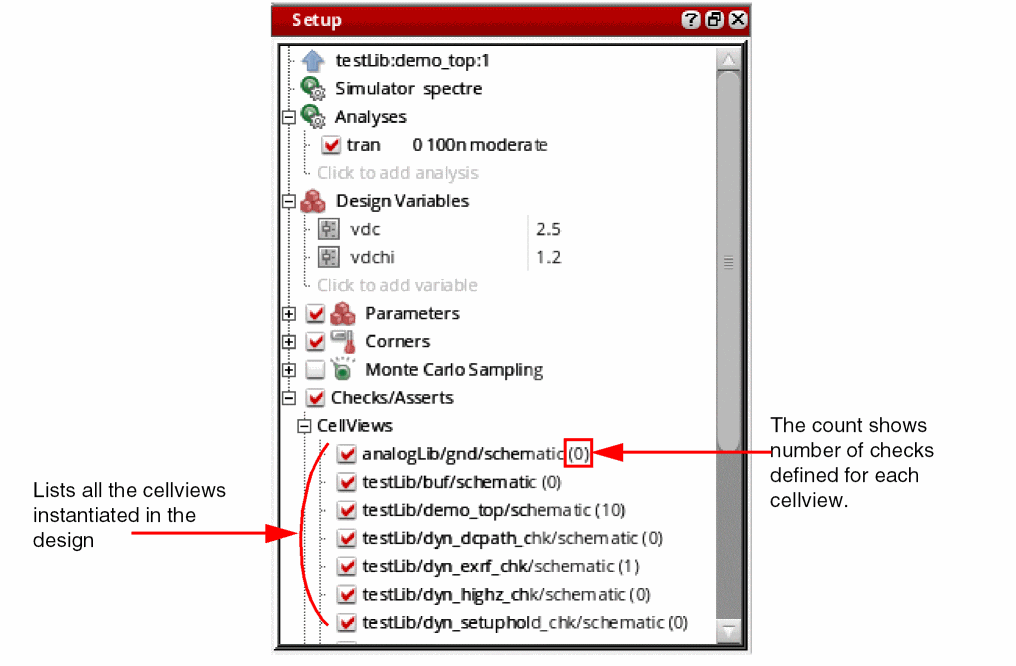 Setup
testLib:demo_top:1
Simulator spectre
Analyses
tran 0 100n moderate
Click to add analysis
Design Variables
vdc 2.5
vdchi 1.2
Click to add variable
Parameters
Corners
Monte Carlo Sampling
Checks/Asserts
CellViews
analogLib/gnd/schematic (0)
testLib/buf/schematic (0)
testLib/demo_top/schematic (10)
testLib/dyn_dcpath_chk/schematic (0)
testLib/dyn_exrf_chk/schematic (1)
testLib/dyn_highz_chk/schematic (0)
testLib/dyn_setuphold_chk/schematic (0)
Lists all the cellviews
instantiated in the
design
The count shows
number of checks
defined for each
cellview.